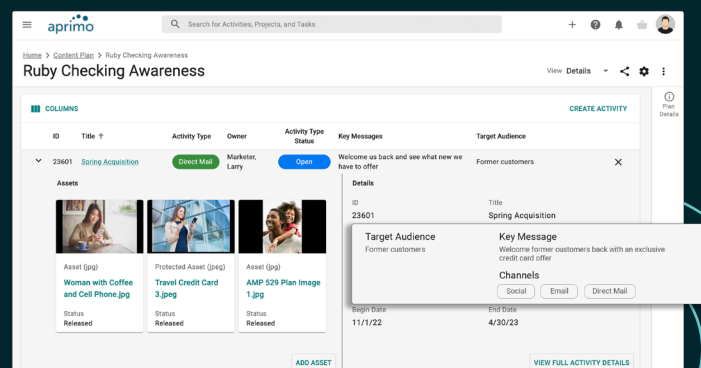 aprimo
Search for Activities, Projects, and Tasks
Home > Content Plan > Ruby Checking Awareness
Ruby Checking Awareness
View Details
Plan
Details
COLUMNS
CREATE ACTIVITY
ID
Title ↑
Activity Type
Owner
Activity Type
Status
Key Messages
Target Audience
23601
Spring Acquisition
Direct Mail
Marketer,
Larry
Open
Welcome us back and see what new we
have to offer
Former customers
Assets
Asset (jpg)
Woman with Coffee
and Cell Phone.jpg
Status
Released
Protected Asset (jpeg)
Travel Credit Card
3.jpeg
Status
Released
Asset (jpg)
AMP 529 Plan Image
1.jpg
Status
Released
ADD ASSET
Details
ID
23601
Title
Spring Acquisition
Target Audience
Former customers
Key Message
Welcome former customers back with an exclusive
credit card offer
Channels
Social
Email
Direct Mail
Begin Date
11/1/22
End Date
4/30/23
VIEW FULL ACTIVITY DETAILS